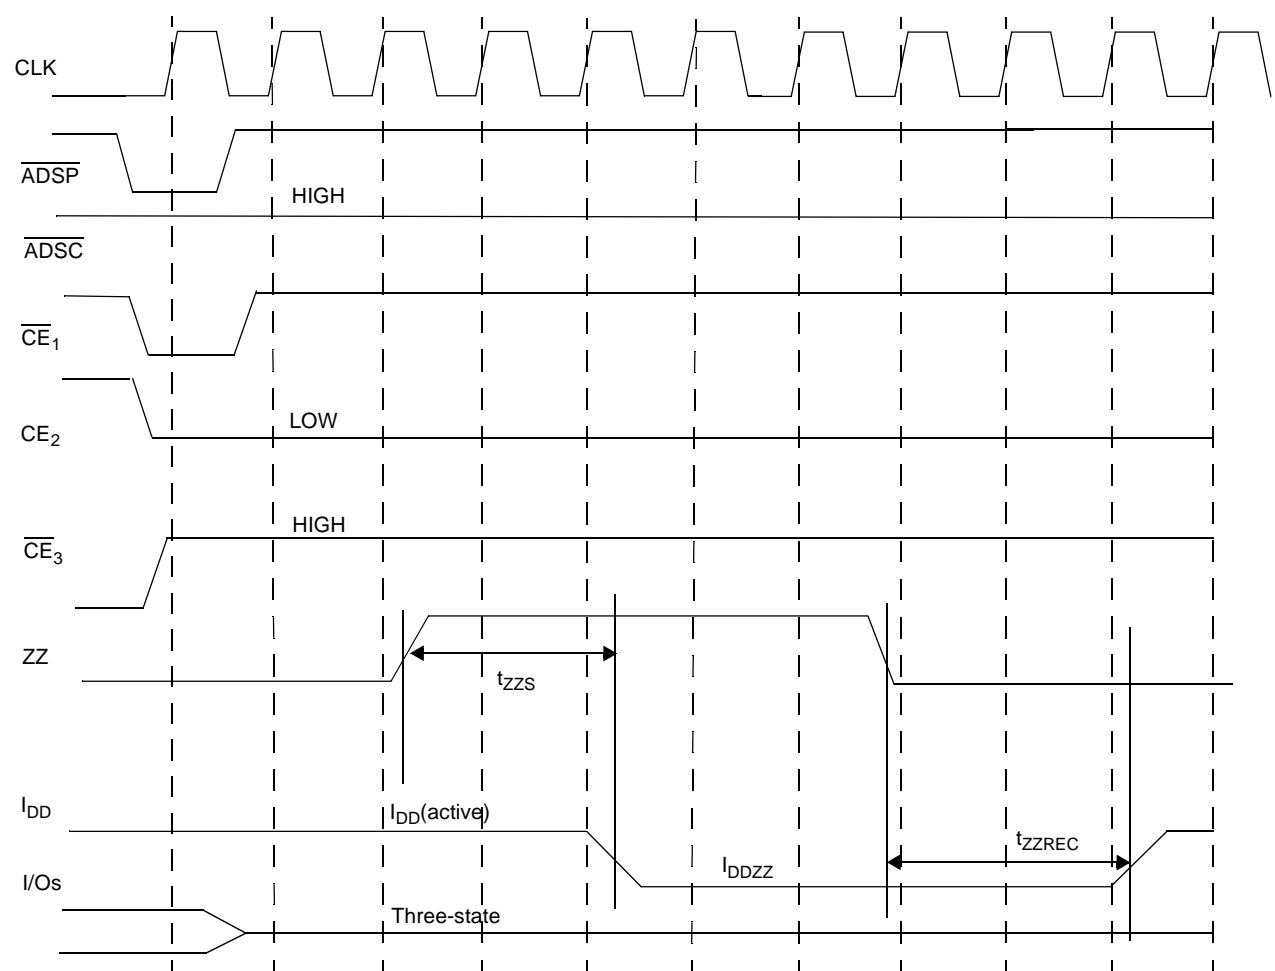 CLK
ADSP
HIGH
ADSC
CE1
LOW
CE2
HIGH
CE3
ZZ
tZZS
IDD
IDD(active)
tZZREC
IDDZZ
I/Os
Three-state